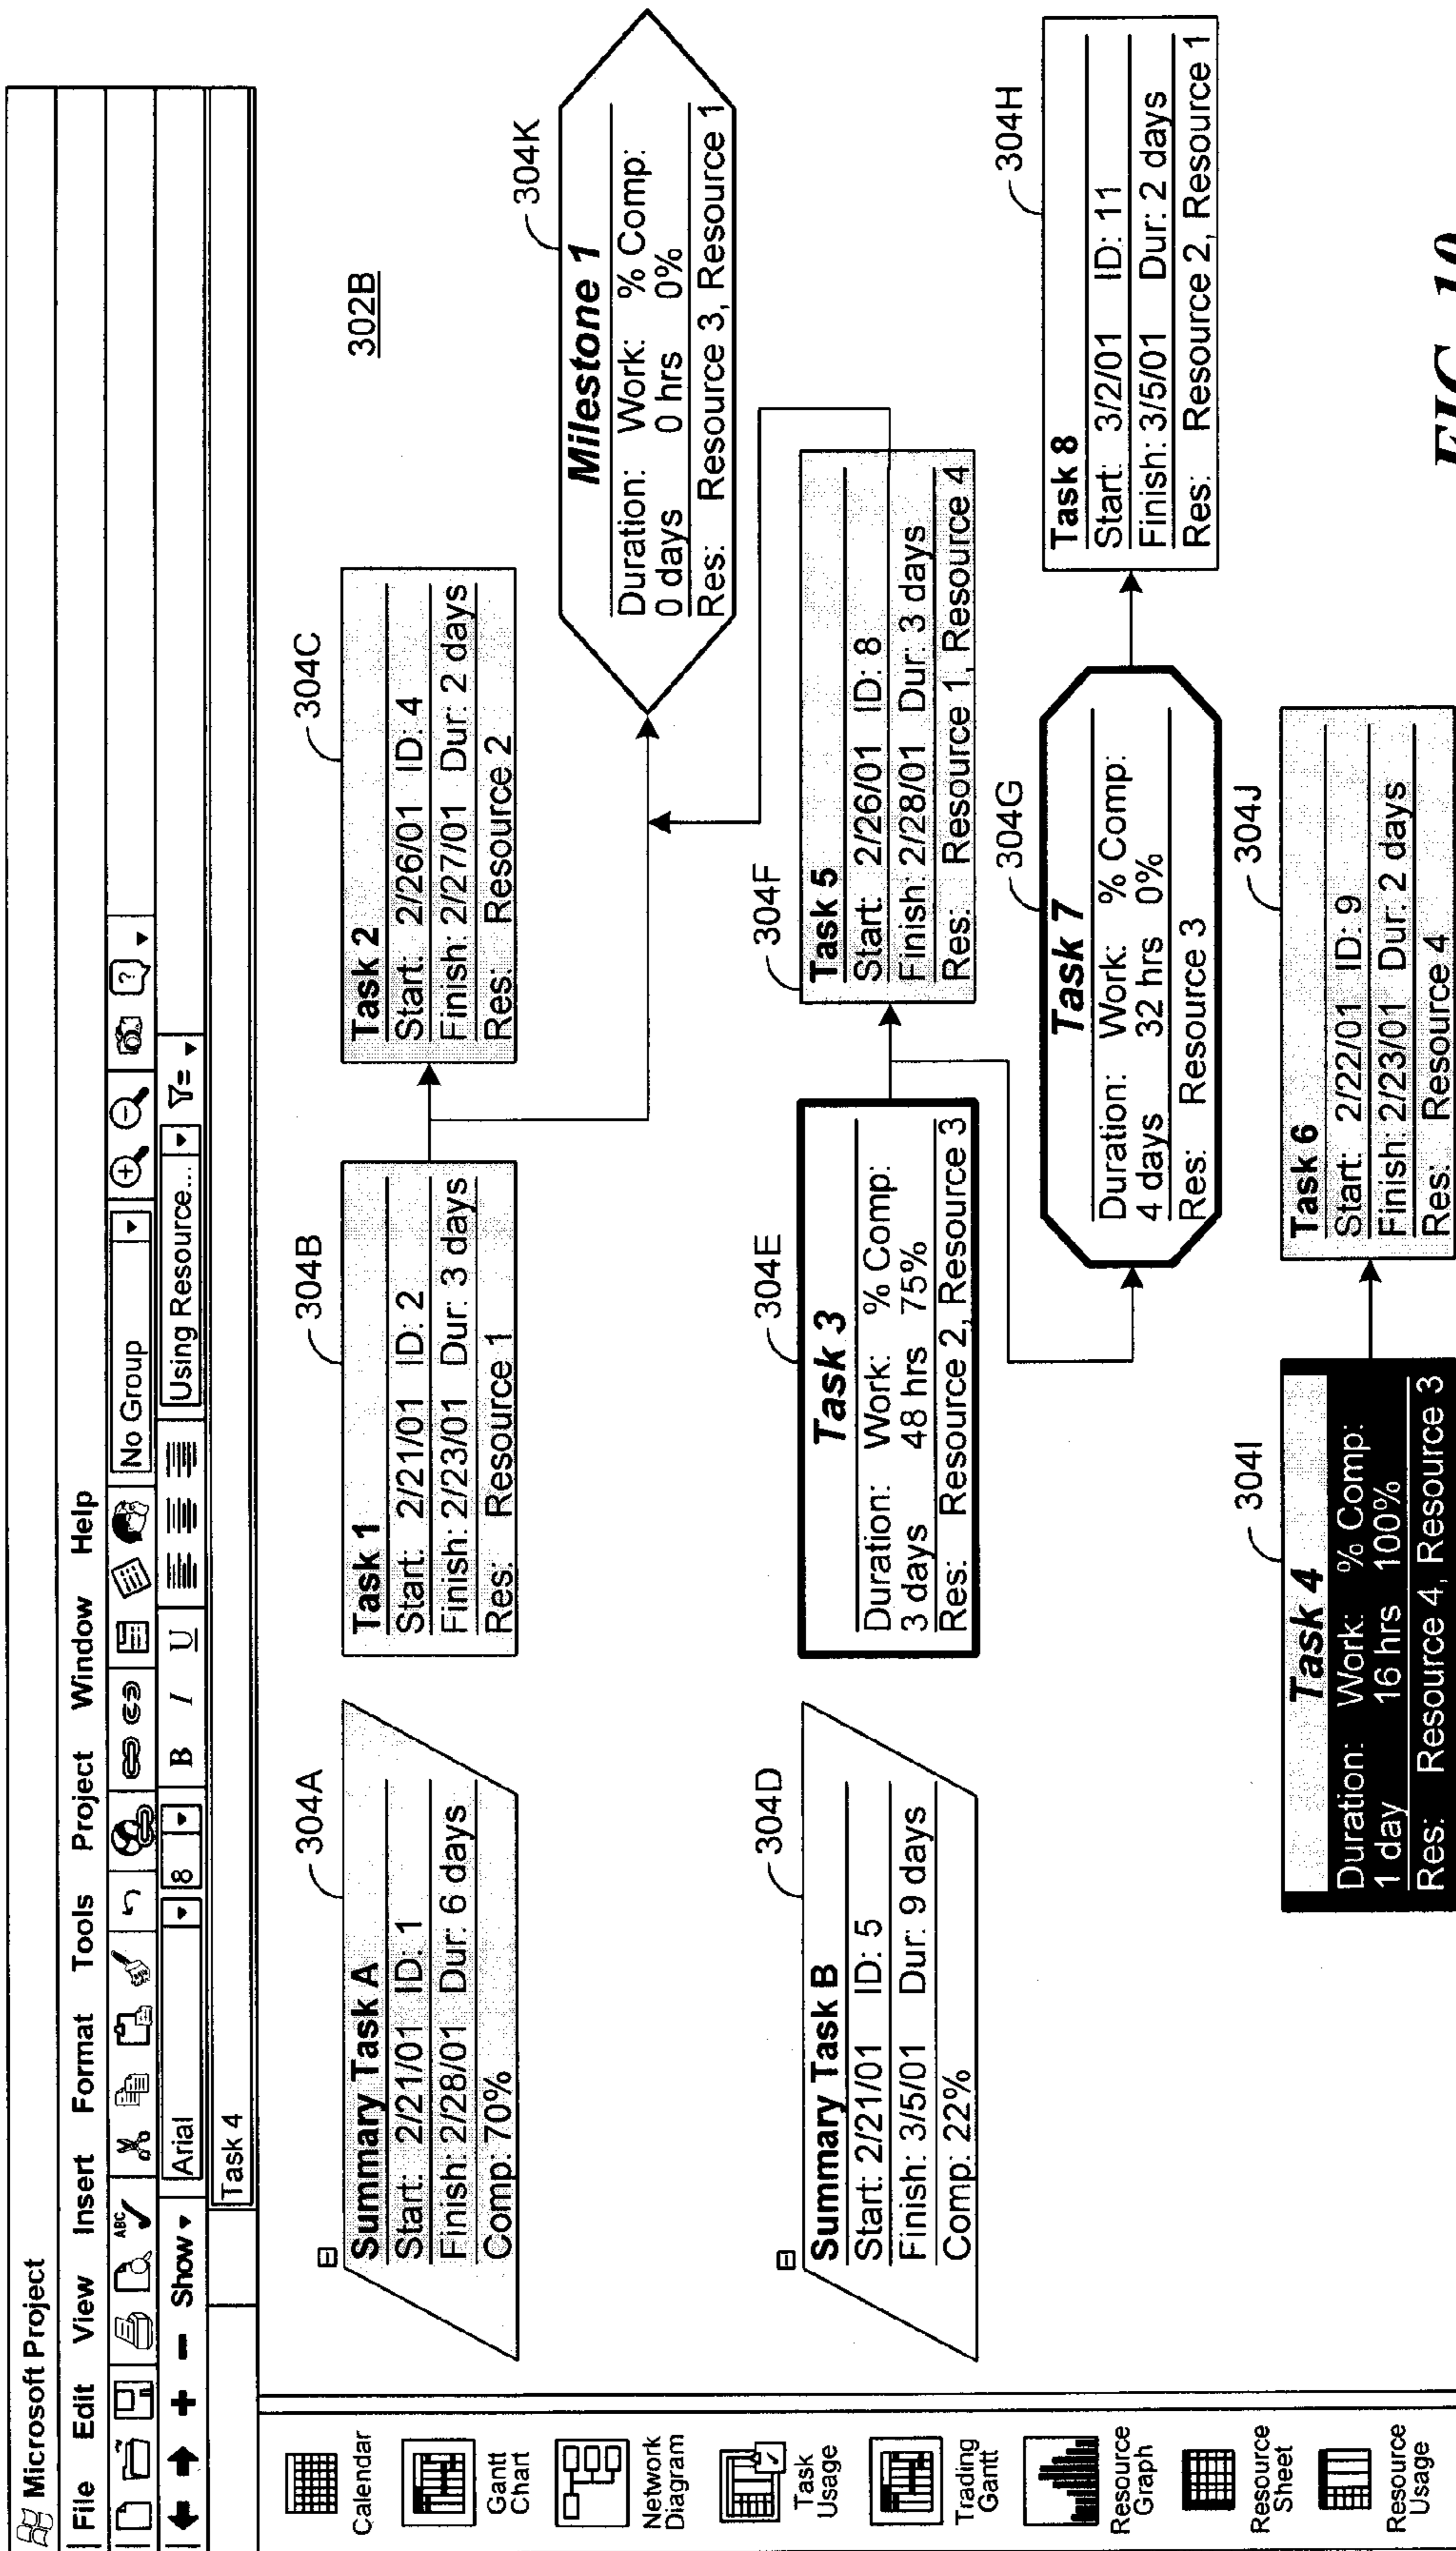 Microsoft Project
File Edit View Insert Format Tools Project Window Help
ABC
No Group
?
Show
Arial
8
B I U
Using Resource...
Task 4
Calendar
Gantt
Chart
Network
Diagram
Task
Usage
Trading
Gantt
Resource
Graph
Resource
Sheet
Resource
Usage
302B
304A
Summary Task A
Start: 2/21/01 ID: 1
Finish: 2/28/01 Dur: 6 days
Comp: 70%
304B
Task 1
Start: 2/21/01 ID: 2
Finish: 2/23/01 Dur: 3 days
Res: Resource 1
304C
Task 2
Start: 2/26/01 ID: 4
Finish: 2/27/01 Dur: 2 days
Res: Resource 2
304K
Milestone 1
Duration: Work: % Comp:
0 days 0 hrs 0%
Res: Resource 3, Resource 1
304D
Summary Task B
Start: 2/21/01 ID: 5
Finish: 3/5/01 Dur: 9 days
Comp: 22%
304E
Task 3
Duration: Work: % Comp:
3 days 48 hrs 75%
Res: Resource 2, Resource 3
304F
Task 5
Start: 2/26/01 ID: 8
Finish: 2/28/01 Dur: 3 days
Res: Resource 1, Resource 4
304G
Task 7
Duration: Work: % Comp:
4 days 32 hrs 0%
Res: Resource 3
304H
Task 8
Start: 3/2/01 ID: 11
Finish: 3/5/01 Dur: 2 days
Res: Resource 2, Resource 1
304I
Task 4
Duration: Work: % Comp:
1 day 16 hrs 100%
Res: Resource 4, Resource 3
304J
Task 6
Start: 2/22/01 ID: 9
Finish: 2/23/01 Dur: 2 days
Res: Resource 4
FIG. 10